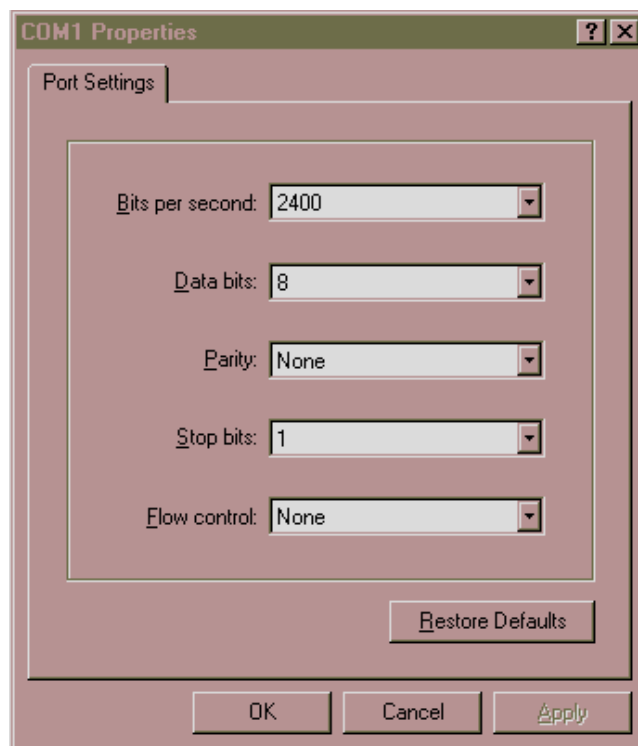 COM1 Properties
Port Settings
Bits per second: 2400
Data bits: 8
Parity: None
Stop bits: 1
Flow control: None
Restore Defaults
OK Cancel Apply